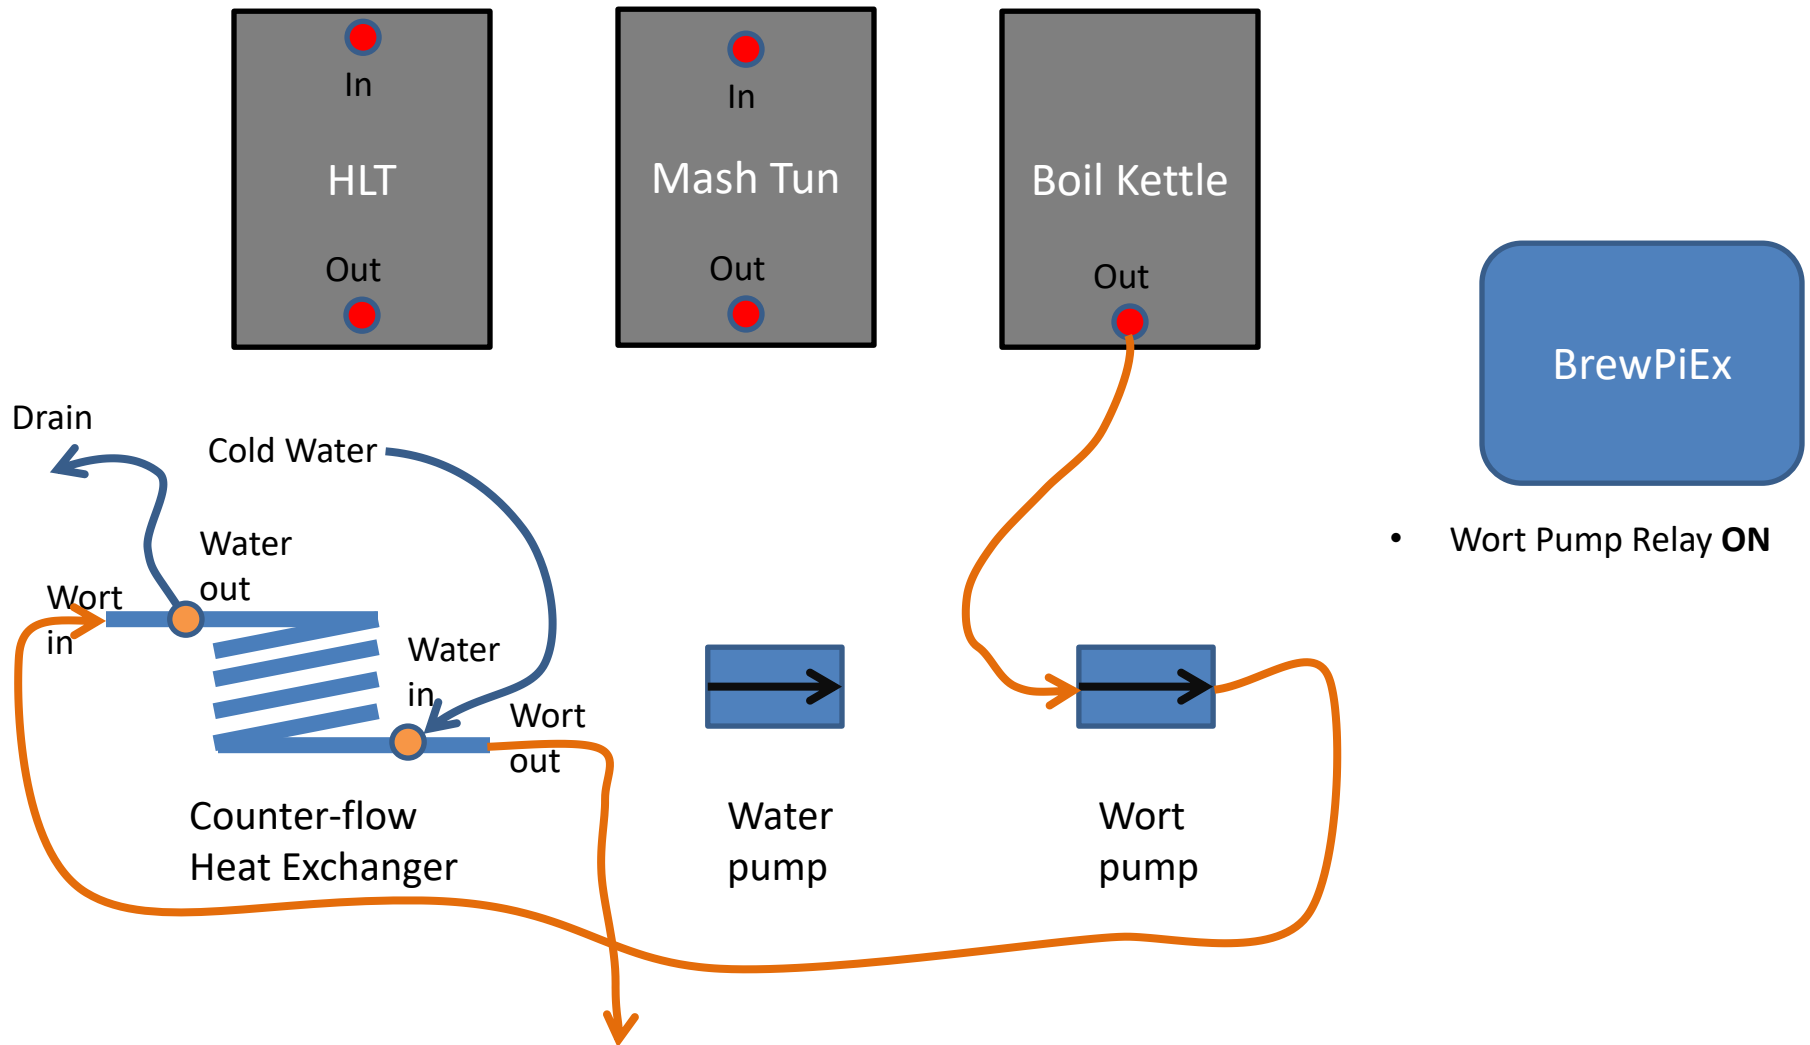 In
In
HLT
Mash Tun
Boil Kettle
Out
Out
Out
BrewPiEx
Drain
Cold Water
• Wort Pump Relay ON
Water
out
Wort
in
Water
in
Wort
out
Counter-flow
Heat Exchanger
Water
pump
Wort
pump